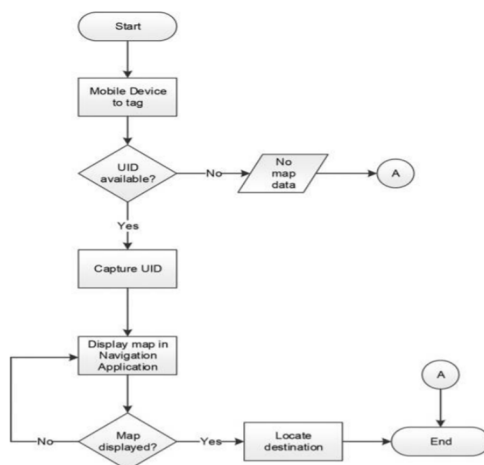 Start
Mobile Device
to tag
UID
available?
No
No
map
data
A
Yes
Capture UID
Display map in
Navigation
Application
No
Map
displayed?
Yes
Locate
destination
A
End